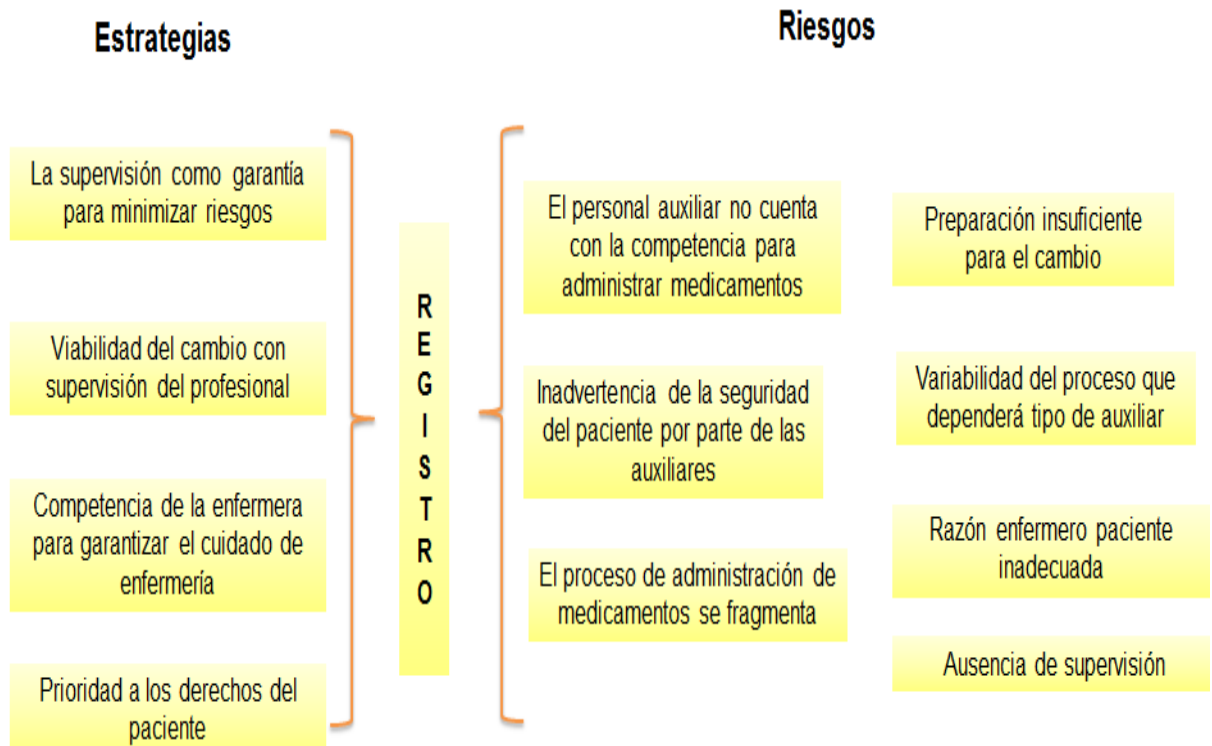 Estrategias
La supervisión como garantía
para minimizar riesgos
Viabilidad del cambio con
supervisión del profesional
Competencia de la enfermera
para garantizar el cuidado de
enfermería
Prioridad a los derechos del
paciente
R
E
G
I
S
T
R
O
Riesgos
El personal auxiliar no cuenta
con la competencia para
administrar medicamentos
Inadvertencia de la seguridad
del paciente por parte de las
auxiliares
El proceso de administración de
medicamentos se fragmenta
Preparación insuficiente
para el cambio
Variabilidad del proceso que
dependerá tipo de auxiliar
Razón enfermero paciente
inadecuada
Ausencia de supervisión